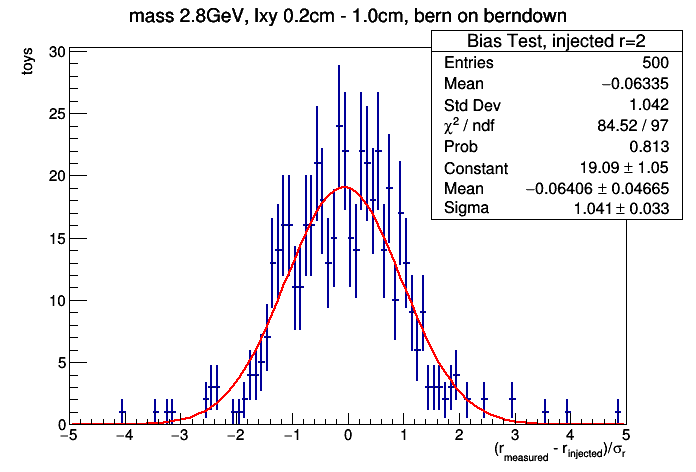 mass 2.8GeV, lxy 0.2cm - 1.0cm, bern on berndown
Bias Test, injected r=2
Entries 500
Mean −0.06335
Std Dev 1.042
χ² / ndf 84.52 / 97
Prob 0.813
Constant 19.09 ± 1.05
Mean −0.06406 ± 0.04665
Sigma 1.041 ± 0.033
toys
30
25
20
15
10
5
0
−5 −4 −3 −2 −1 0 1 2 3 4 5
(r_measured - r_injected)/σ_r